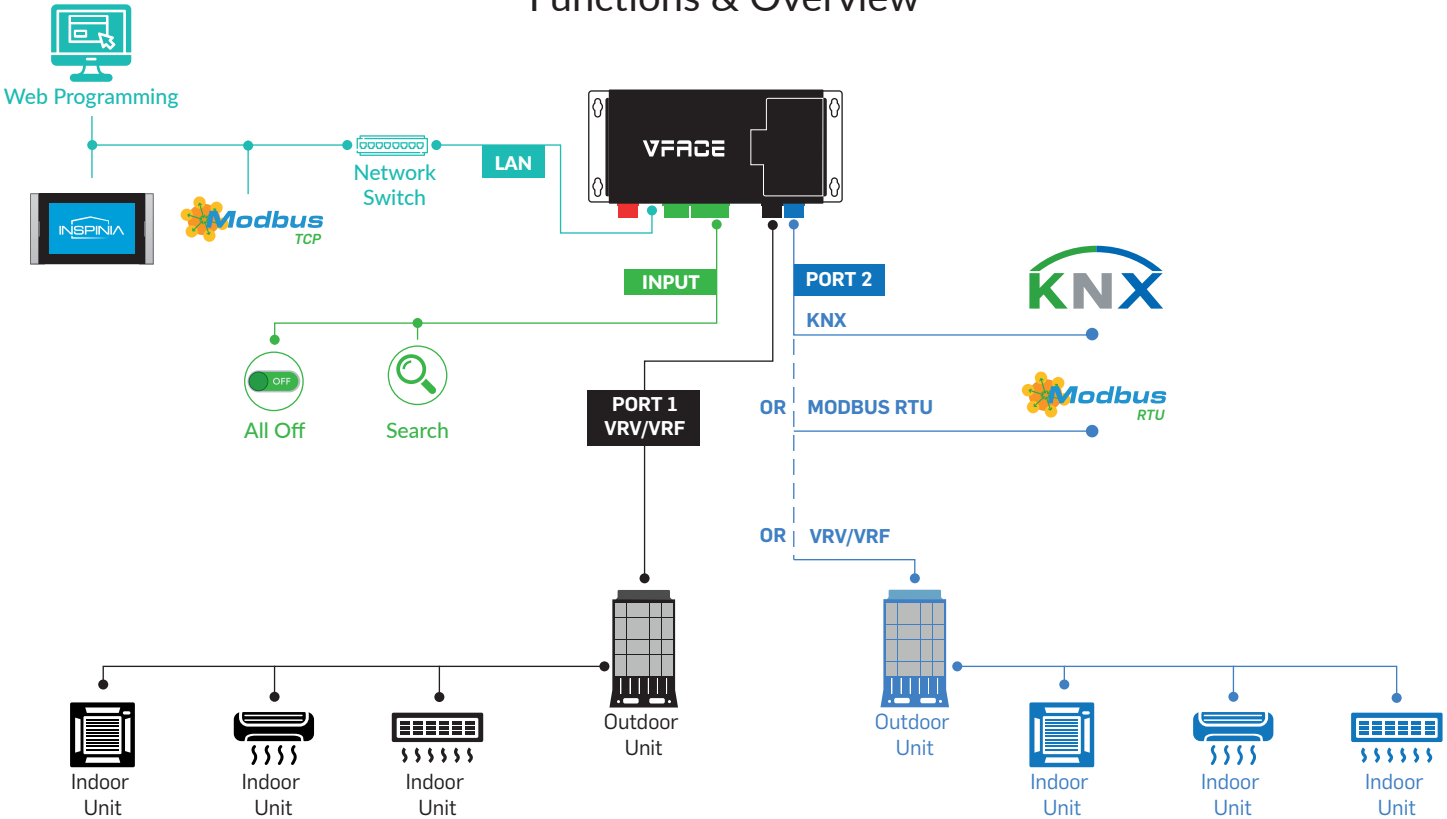 Functions & Overview
Web Programming
VFACE
LAN
Network
Switch
INSPINIA
Modbus
TCP
INPUT
PORT 2
KNX
KNX
OFF
All Off
Search
PORT 1
VRV/VRF
OR
MODBUS RTU
Modbus
RTU
OR
VRV/VRF
Outdoor
Unit
Outdoor
Unit
Indoor
Unit
Indoor
Unit
Indoor
Unit
Indoor
Unit
Indoor
Unit
Indoor
Unit